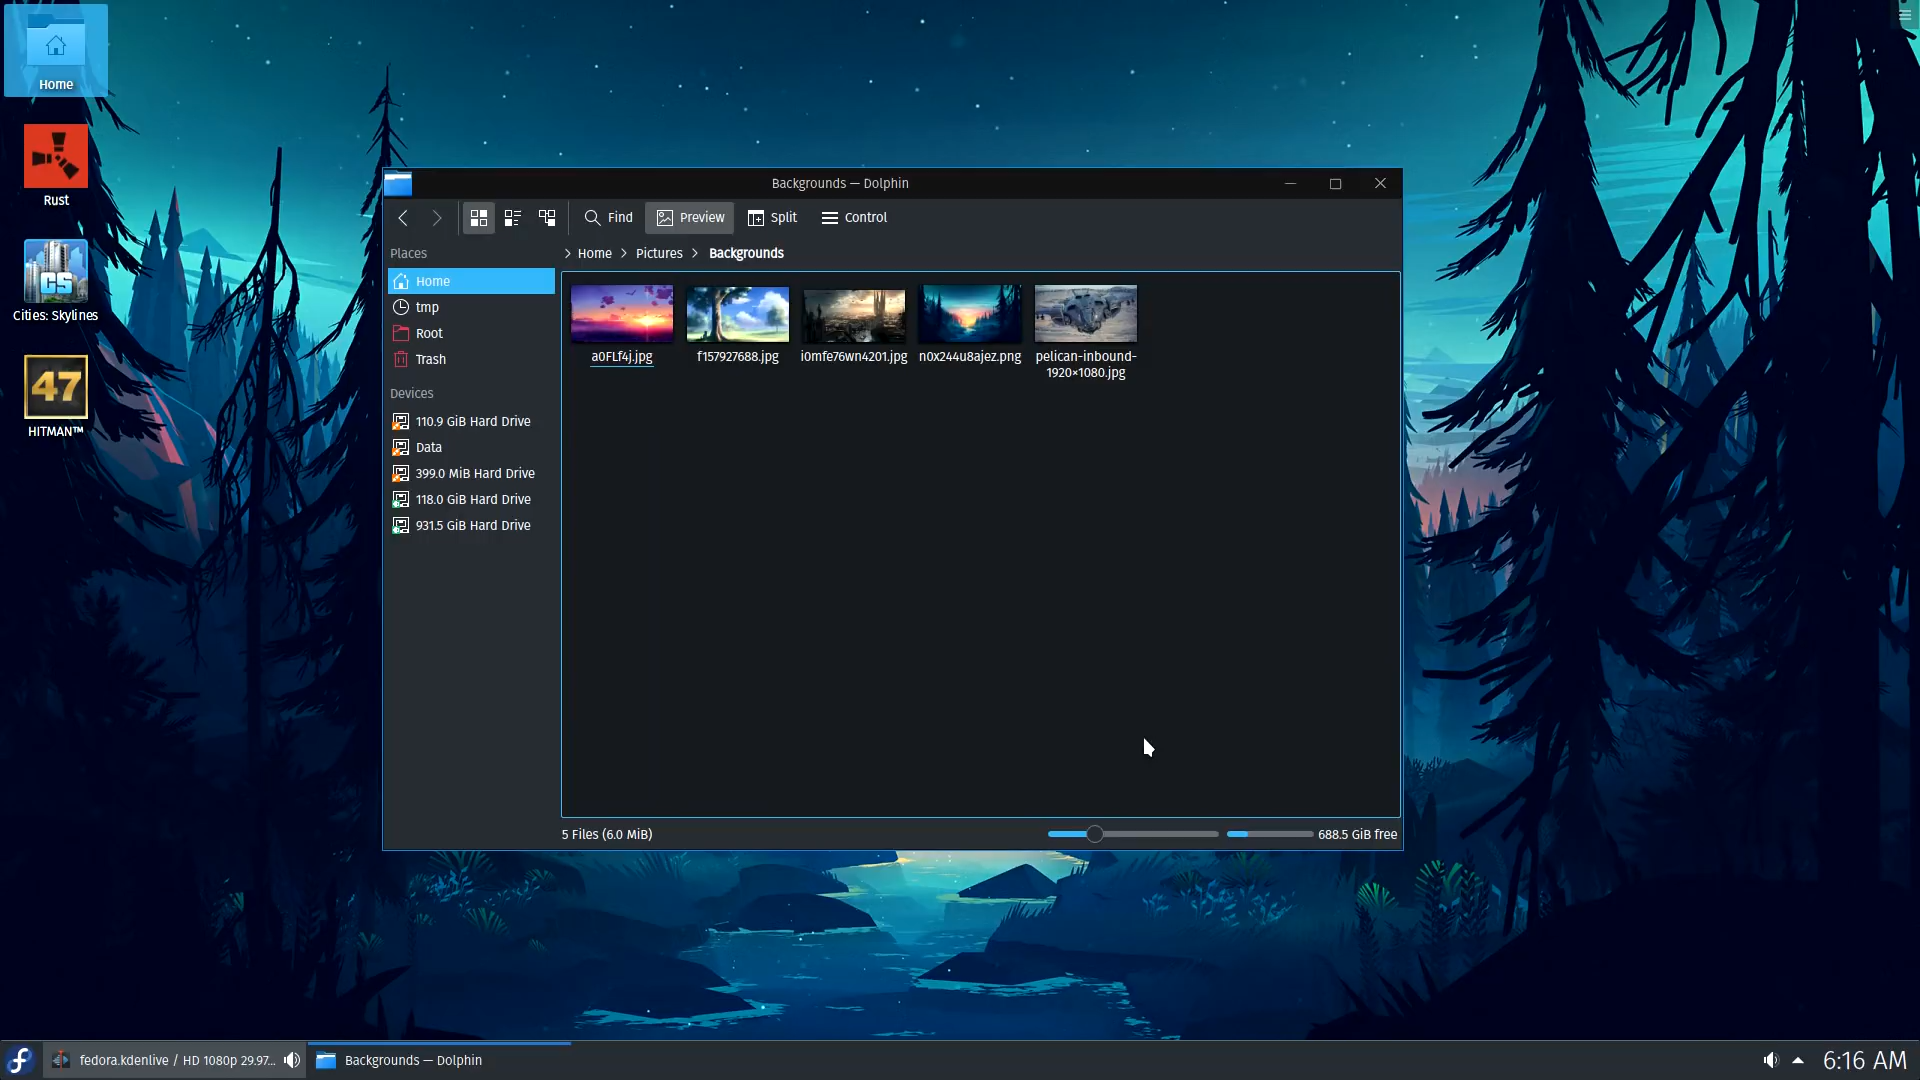 Home
Rust
CS
Cities: Skylines
47
HITMAN™
Backgrounds — Dolphin
Find
Preview
Split
Control
Places
Home
tmp
Root
Trash
Devices
110.9 GiB Hard Drive
Data
399.0 MiB Hard Drive
118.0 GiB Hard Drive
931.5 GiB Hard Drive
Home
Pictures
Backgrounds
a0FLf4j.jpg
f157927688.jpg
i0mfe76wn4201.jpg
n0x244u8ajez.png
pelican-inbound-
1920×1080.jpg
5 Files (6.0 MiB)
688.5 GiB free
fedora.kdenlive / HD 1080p 29.97...
Backgrounds — Dolphin
6:16 AM